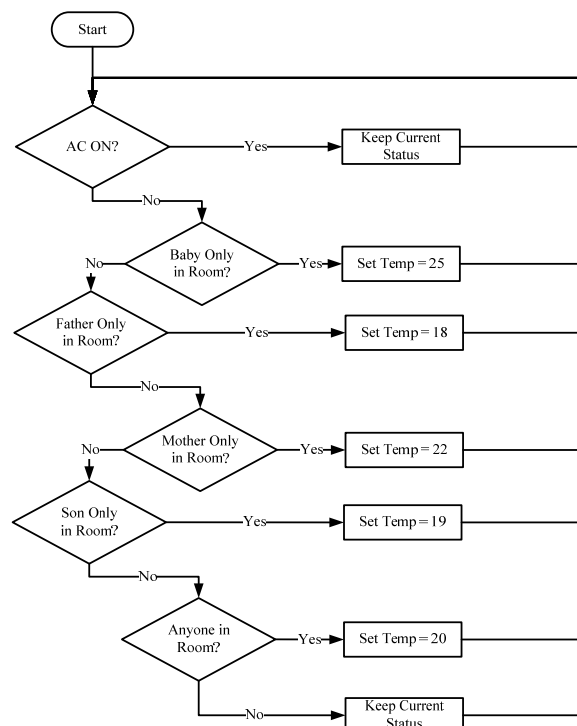 Start
AC ON?
Yes
Keep Current
Status
No
Baby Only
in Room?
Yes
Set Temp = 25
No
Father Only
in Room?
Yes
Set Temp = 18
No
Mother Only
in Room?
Yes
Set Temp = 22
No
Son Only
in Room?
Yes
Set Temp = 19
No
Anyone in
Room?
Yes
Set Temp = 20
No
Keep Current
Status